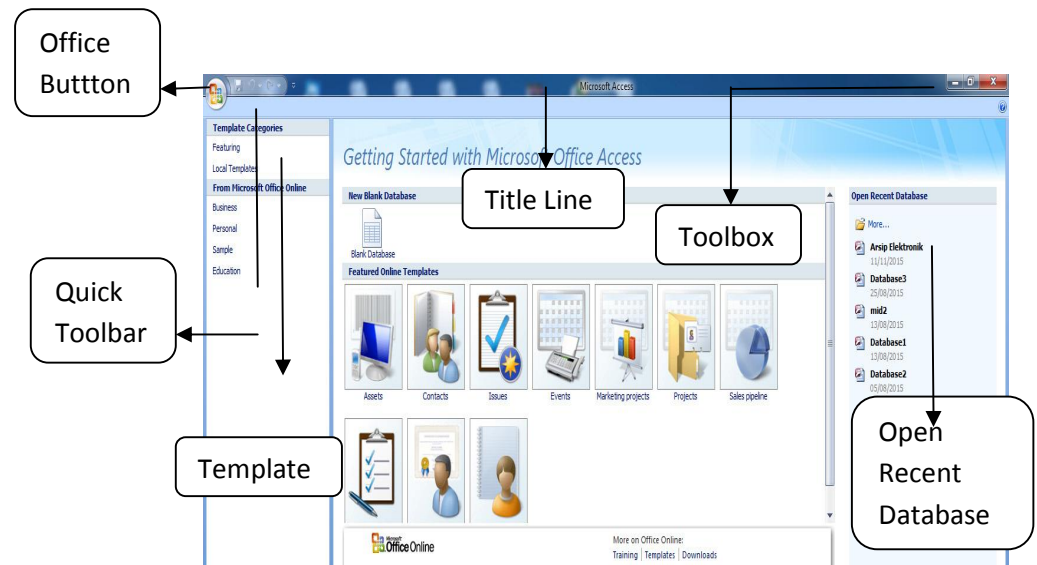 Office
Buttton
Microsoft Access
Template Categories
Featuring
Local Templates
From Microsoft Office Online
Business
Personal
Sample
Education
Getting Started with Microsoft Office Access
New Blank Database
Blank Database
Featured Online Templates
Assets
Contacts
Issues
Events
Marketing projects
Projects
Sales pipeline
Title Line
Toolbox
Quick
Toolbar
Template
Open Recent Database
More...
Arsip Elektronik
11/11/2015
Database3
25/08/2015
mid2
13/08/2015
Database1
13/08/2015
Database2
05/08/2015
Open
Recent
Database
Microsoft
Office Online
More on Office Online:
Training | Templates | Downloads